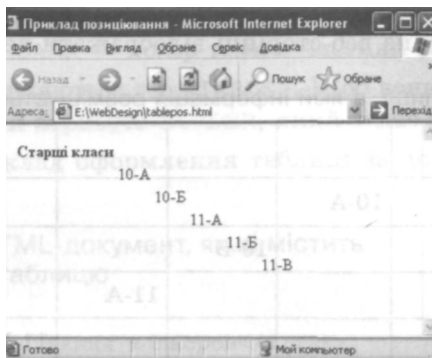 Приклад позиціювання - Microsoft Internet Explorer
Файл Правка Вигляд Обране Сервіс Довідка
Назад Пошук Обране
Адреса: E:\WebDesign\tablepos.html Перехід
Старші класи
10-А
10-Б
11-А
11-Б
11-В
Готово Мой компьютер